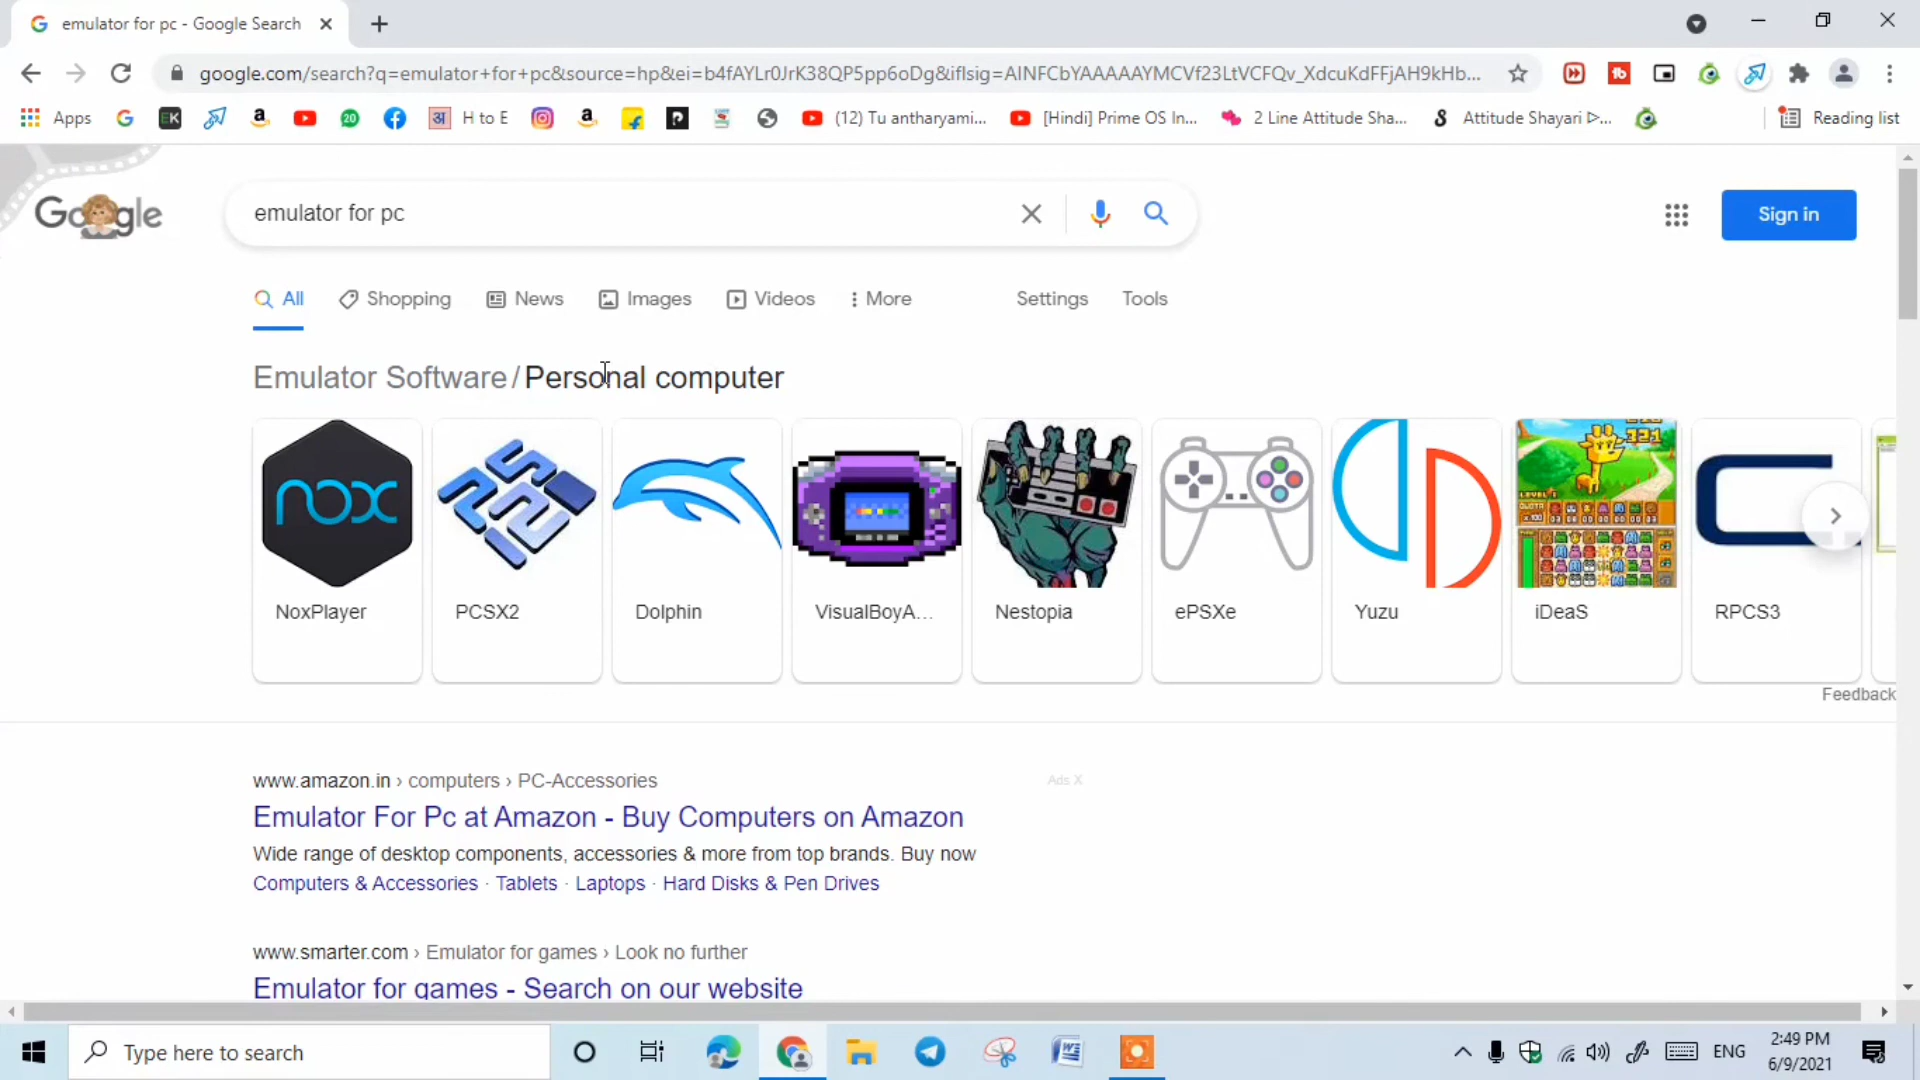 emulator for pc - Google Search
google.com/search?q=emulator+for+pc&source=hp&ei=b4fAYLr0JrK38QP5pp6oDg&iflsig=AINFCbYAAAAAYMCVf23LtVCFQv_XdcuKdFFjAH9kHb...
Apps
H to E
(12) Tu antharyami...
[Hindi] Prime OS In...
2 Line Attitude Sha...
Attitude Shayari ᐅ...
Reading list
Google
emulator for pc
Sign in
All
Shopping
News
Images
Videos
More
Settings
Tools
Emulator Software/Personal computer
nox
NoxPlayer
PCSX2
Dolphin
VisualBoyA...
Nestopia
ePSXe
Yuzu
iDeaS
RPCS3
Feedback
www.amazon.in › computers › PC-Accessories
Ads X
Emulator For Pc at Amazon - Buy Computers on Amazon
Wide range of desktop components, accessories & more from top brands. Buy now
Computers & Accessories · Tablets · Laptops · Hard Disks & Pen Drives
www.smarter.com › Emulator for games › Look no further
Emulator for games - Search on our website
Type here to search
ENG
2:49 PM
6/9/2021